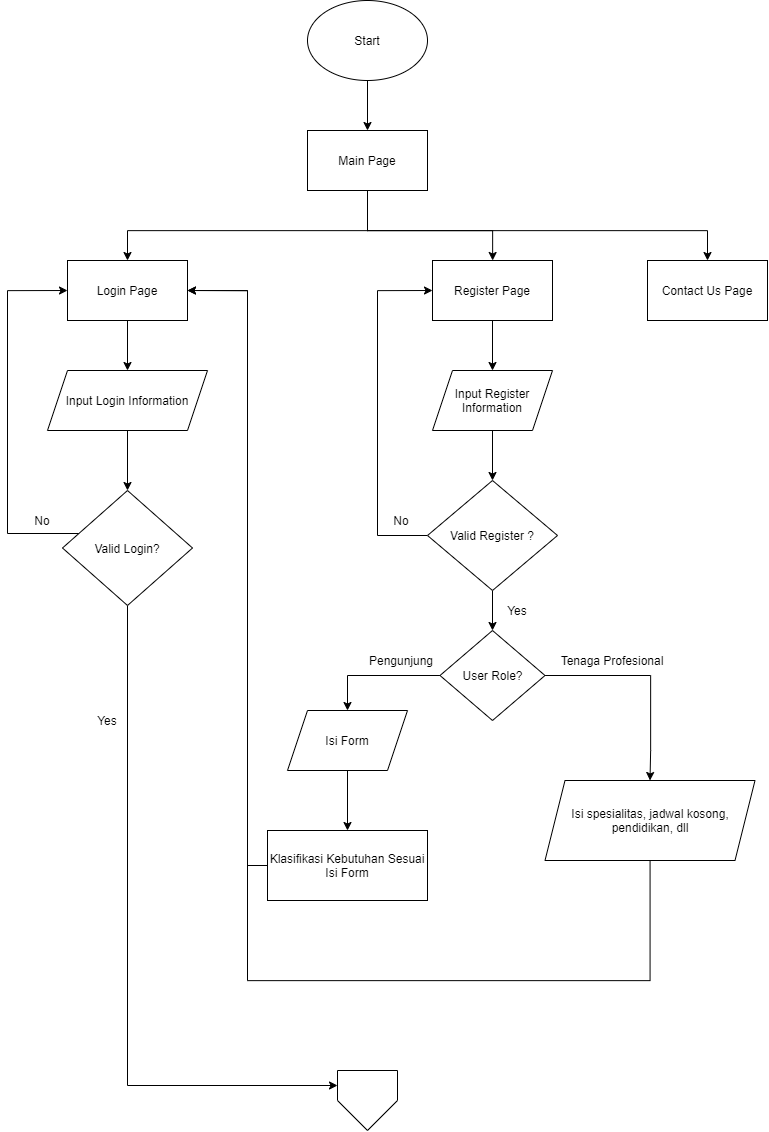 Start
Main Page
Login Page
Register Page
Contact Us Page
Input Login Information
Input Register
Information
No
Valid Login?
No
Valid Register ?
Yes
Pengunjung
User Role?
Tenaga Profesional
Yes
Isi Form
Isi spesialitas, jadwal kosong,
pendidikan, dll
Klasifikasi Kebutuhan Sesuai
Isi Form